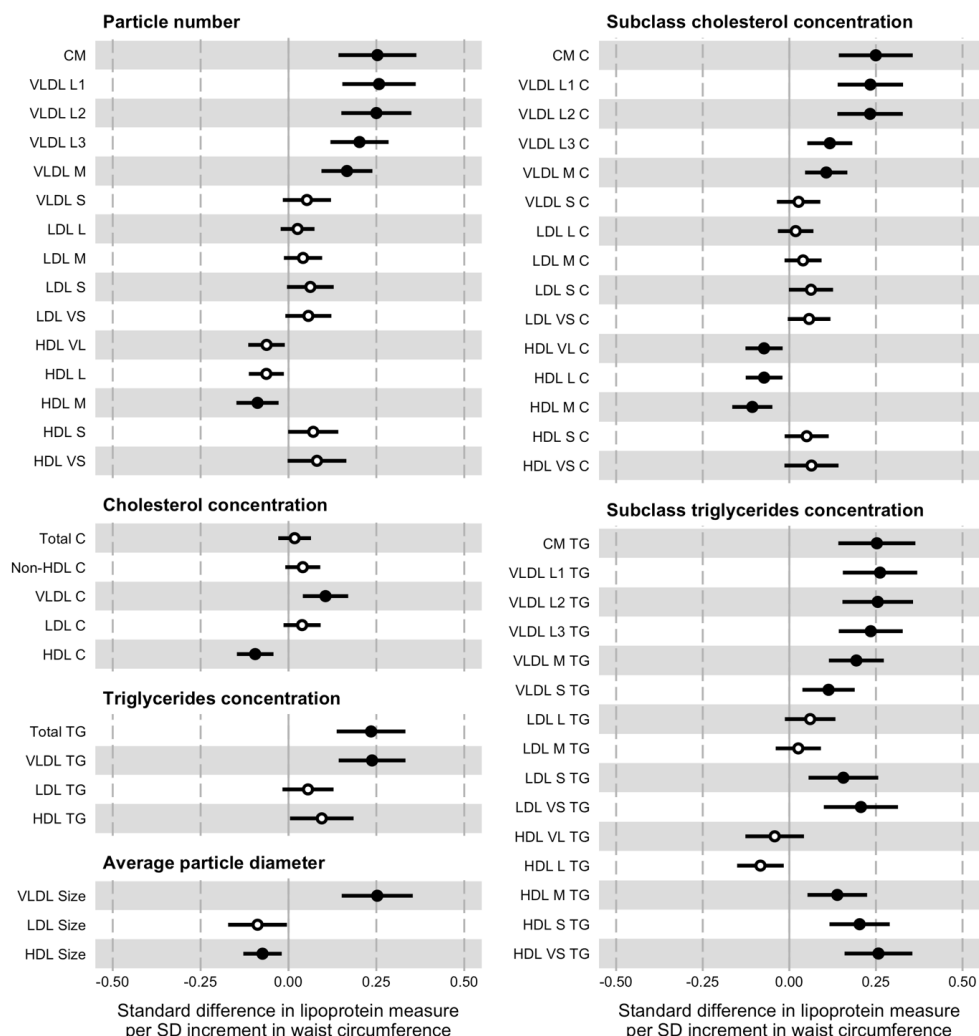 Particle number
CM
VLDL L1
VLDL L2
VLDL L3
VLDL M
VLDL S
LDL L
LDL M
LDL S
LDL VS
HDL VL
HDL L
HDL M
HDL S
HDL VS
Cholesterol concentration
Total C
Non-HDL C
VLDL C
LDL C
HDL C
Triglycerides concentration
Total TG
VLDL TG
LDL TG
HDL TG
Average particle diameter
VLDL Size
LDL Size
HDL Size
-0.50 -0.25 0.00 0.25 0.50
Standard difference in lipoprotein measure
per SD increment in waist circumference
Subclass cholesterol concentration
CM C
VLDL L1 C
VLDL L2 C
VLDL L3 C
VLDL M C
VLDL S C
LDL L C
LDL M C
LDL S C
LDL VS C
HDL VL C
HDL L C
HDL M C
HDL S C
HDL VS C
Subclass triglycerides concentration
CM TG
VLDL L1 TG
VLDL L2 TG
VLDL L3 TG
VLDL M TG
VLDL S TG
LDL L TG
LDL M TG
LDL S TG
LDL VS TG
HDL VL TG
HDL L TG
HDL M TG
HDL S TG
HDL VS TG
-0.50 -0.25 0.00 0.25 0.50
Standard difference in lipoprotein measure
per SD increment in waist circumference